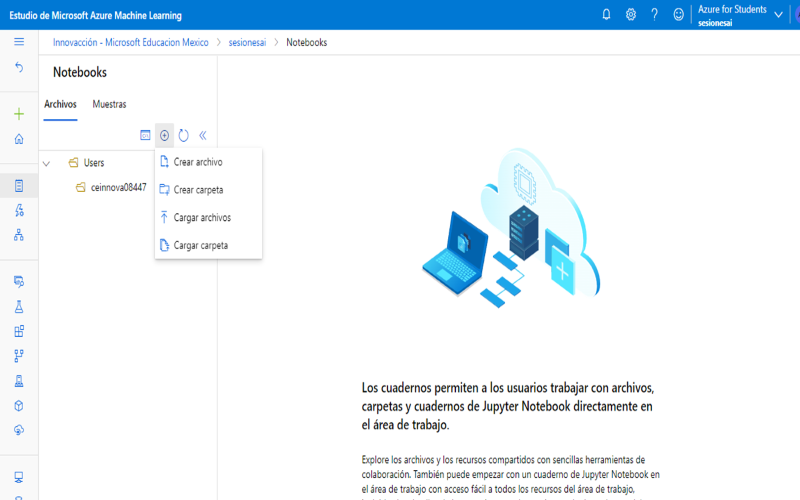 Estudio de Microsoft Azure Machine Learning
Azure for Students
sesionesai
Innovacción - Microsoft Educacion Mexico > sesionesai > Notebooks
Notebooks
Archivos Muestras
Users
ceinnova08447
Crear archivo
Crear carpeta
Cargar archivos
Cargar carpeta
Los cuadernos permiten a los usuarios trabajar con archivos,
carpetas y cuadernos de Jupyter Notebook directamente en
el área de trabajo.
Explore los archivos y los recursos compartidos con sencillas herramientas de
colaboración. También puede empezar con un cuaderno de Jupyter Notebook en
el área de trabajo con acceso fácil a todos los recursos del área de trabajo,